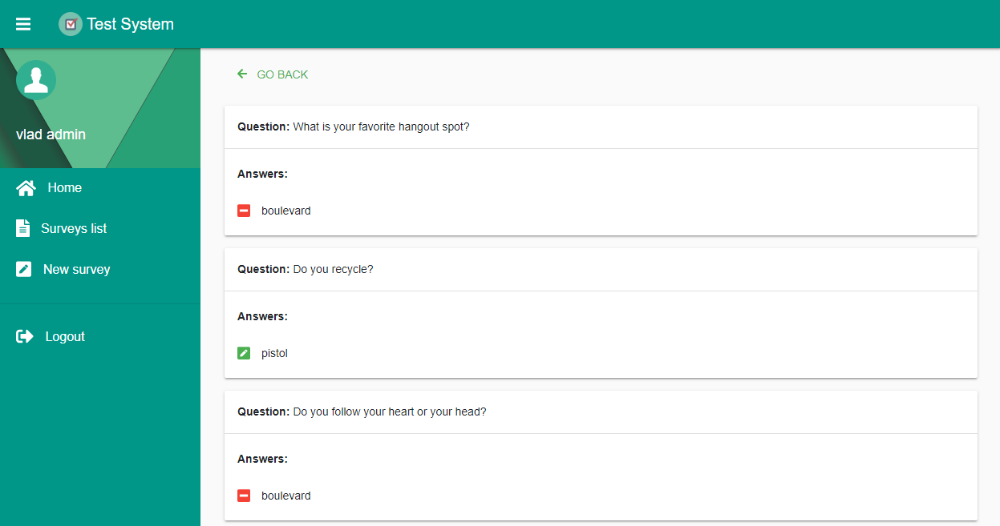 Test System
vlad admin
Home
Surveys list
New survey
Logout
GO BACK
Question: What is your favorite hangout spot?
Answers:
boulevard
Question: Do you recycle?
Answers:
pistol
Question: Do you follow your heart or your head?
Answers:
boulevard